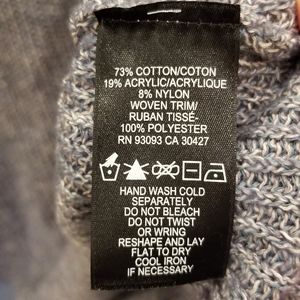 73% COTTON/COTON
19% ACRYLIC/ACRYLIQUE
8% NYLON
WOVEN TRIM/
RUBAN TISSÉ-
100% POLYESTER
RN 93093 CA 30427
HAND WASH COLD
SEPARATELY
DO NOT BLEACH
DO NOT TWIST
OR WRING
RESHAPE AND LAY
FLAT TO DRY
COOL IRON
IF NECESSARY